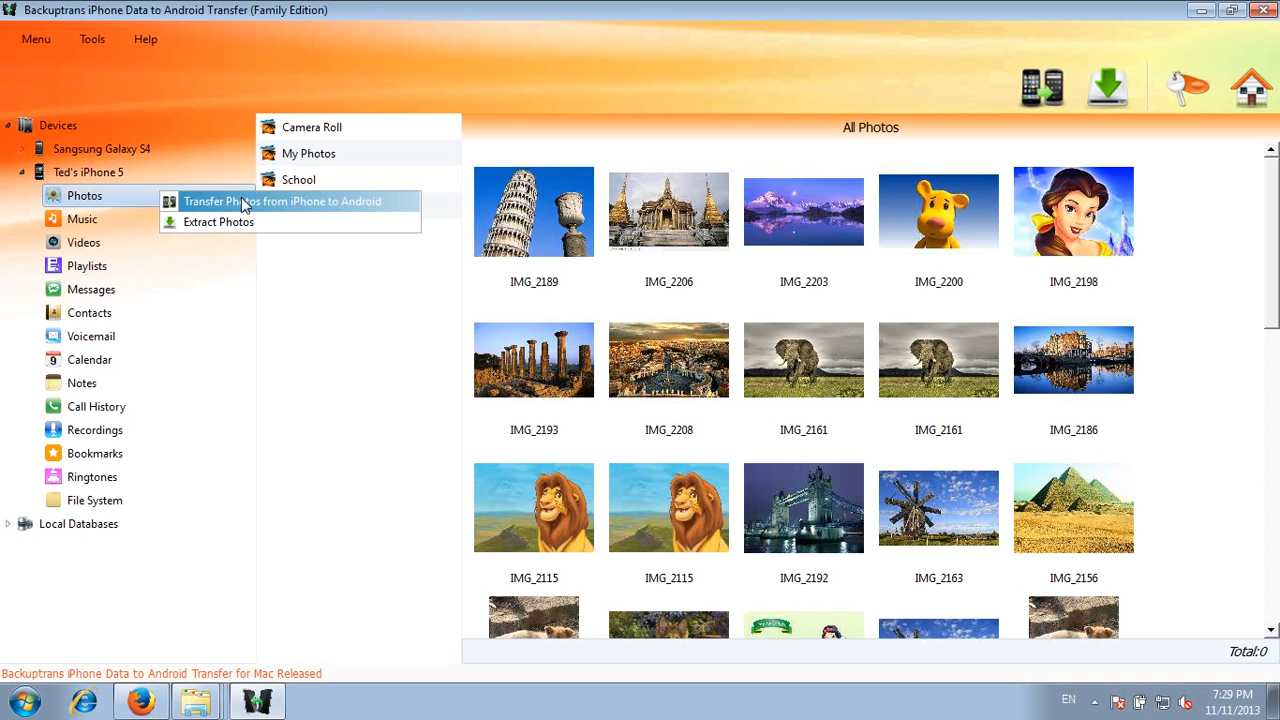 Backuptrans iPhone Data to Android Transfer (Family Edition)
Menu Tools Help
Devices
Sangsung Galaxy S4
Ted's iPhone 5
Photos
Music
Videos
Playlists
Messages
Contacts
Voicemail
Calendar
9
Notes
Call History
Recordings
Bookmarks
Ringtones
File System
Local Databases
Camera Roll
My Photos
School
Transfer Photos from iPhone to Android
Extract Photos
All Photos
IMG_2189 IMG_2206 IMG_2203 IMG_2200 IMG_2198
IMG_2193 IMG_2208 IMG_2161 IMG_2161 IMG_2186
IMG_2115 IMG_2115 IMG_2192 IMG_2163 IMG_2156
Total:0
Backuptrans iPhone Data to Android Transfer for Mac Released
EN
7:29 PM
11/11/2013